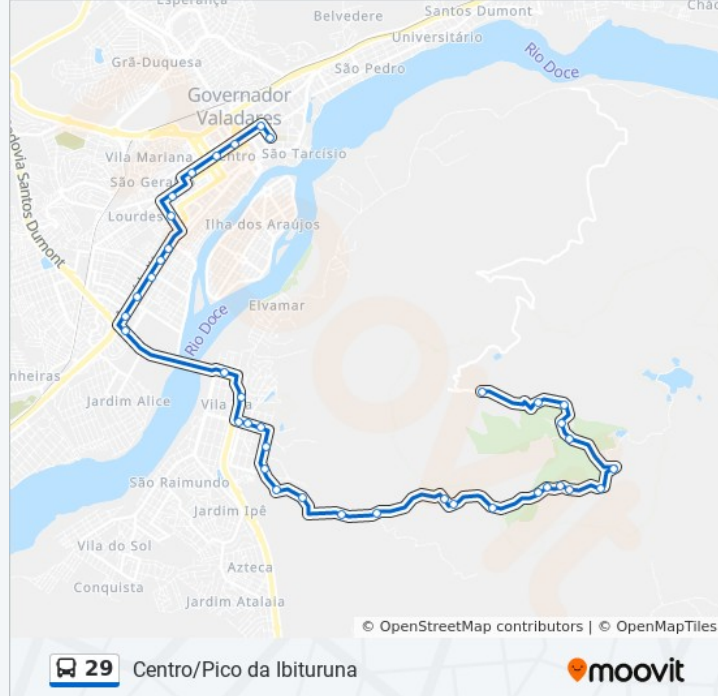 Esperança
Belvedere
Santos Dumont
Universitário
Grã-Duquesa
São Pedro
Rio Doce
Governador
Valadares
Vila Mariana
Centro
São Tarcisio
São Gera
Lourdes
Ilha dos Araújos
Rodovia Santos Dumont
Elvamar
Rio Doce
nheiras
Jardim Alice
Vila
São Raimundo
Jardim Ipê
Vila do Sol
Azteca
Conquista
Jardim Atalaia
© OpenStreetMap contributors | © OpenMapTiles
29 Centro/Pico da Ibituruna
moovit